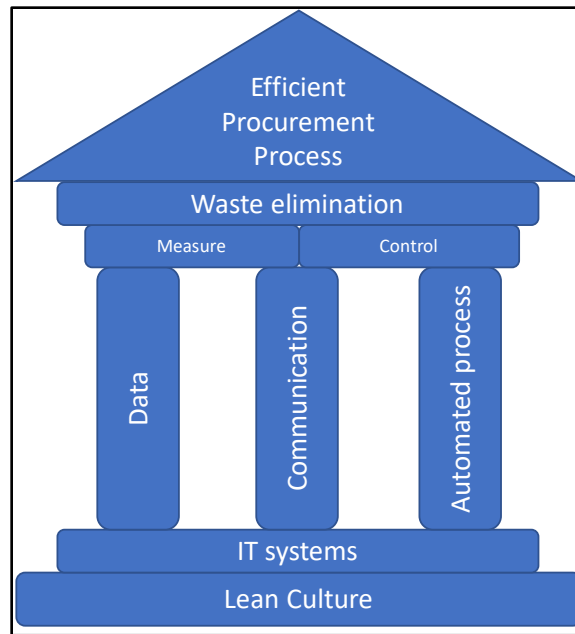 Efficient
Procurement
Process
Waste elimination
Measure
Control
Data
Communication
Automated process
IT systems
Lean Culture